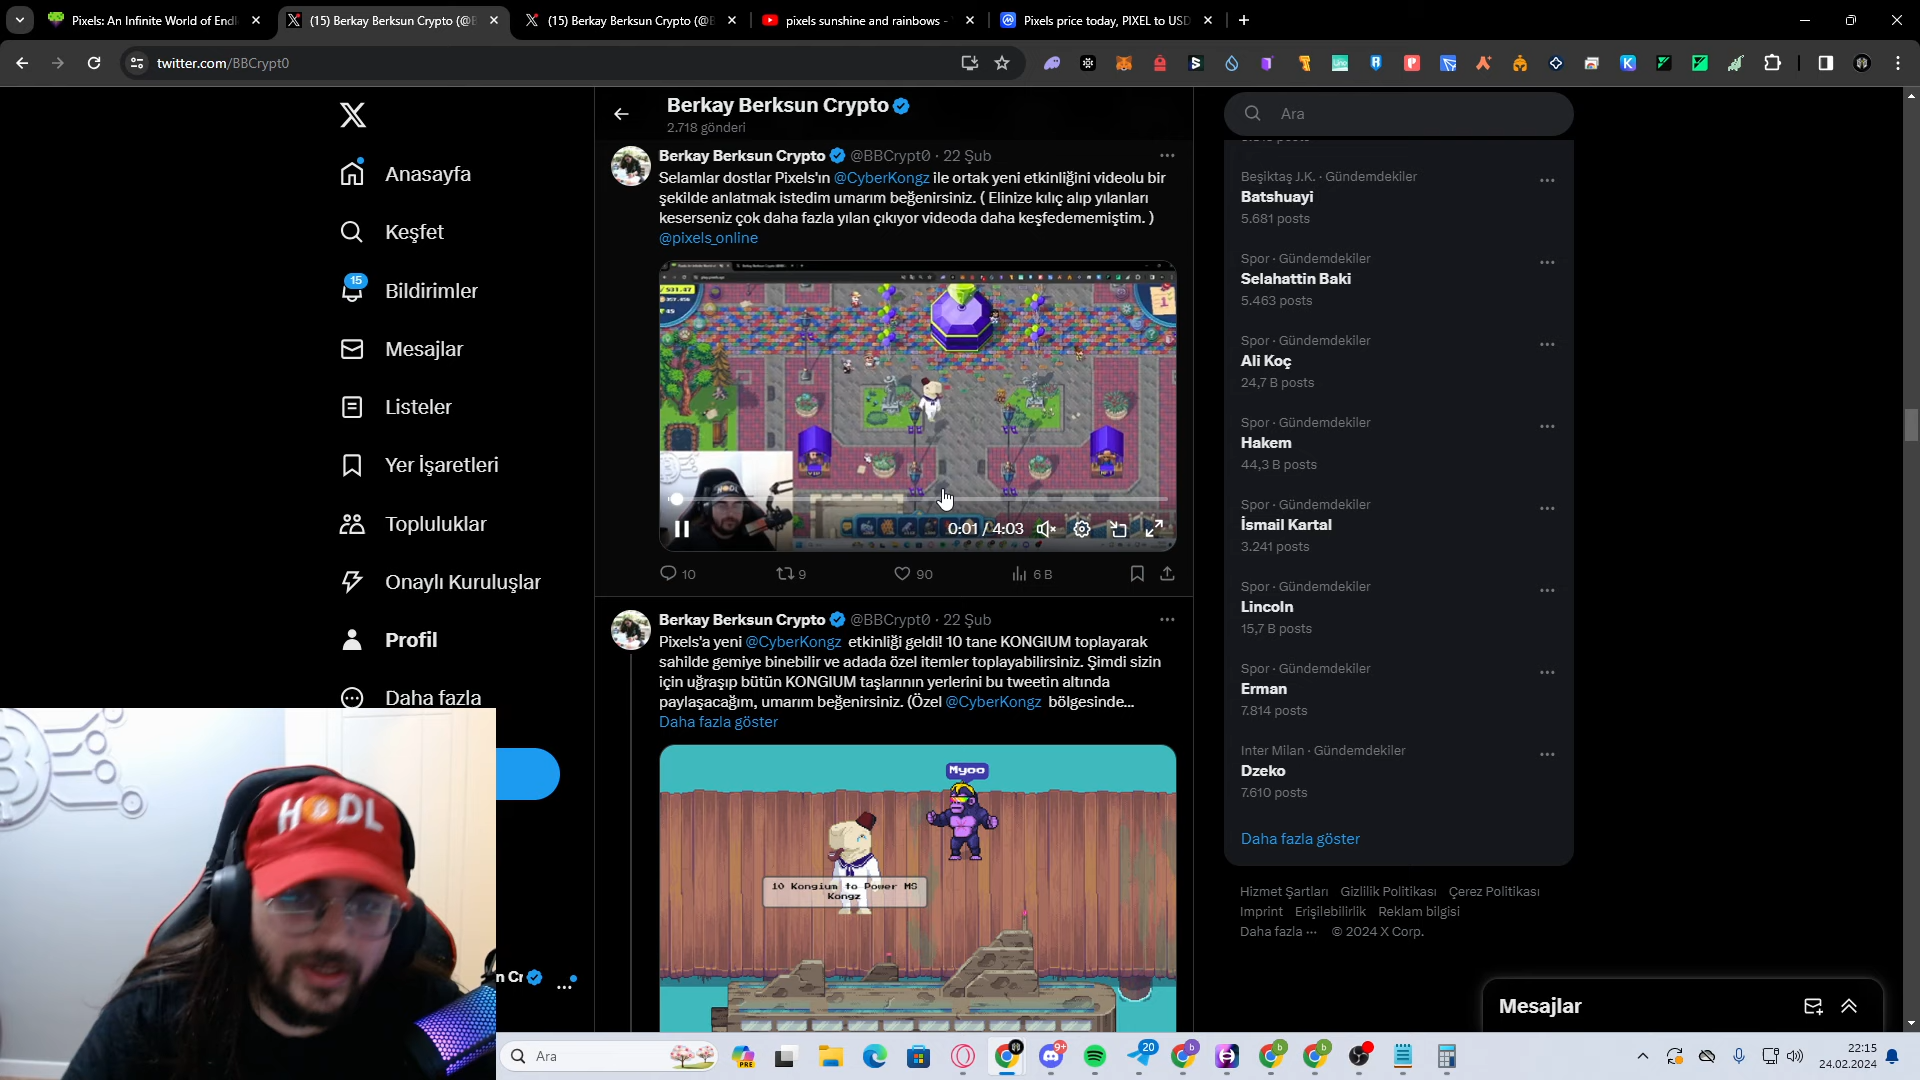 Pixels: An Infinite World of Endl
(15) Berkay Berksun Crypto (@B
(15) Berkay Berksun Crypto (@B
pixels sunshine and rainbows -
Pixels price today, PIXEL to USD
twitter.com/BBCrypt0
Anasayfa
Keşfet
15
Bildirimler
Mesajlar
Listeler
Yer İşaretleri
Topluluklar
Onaylı Kuruluşlar
Profil
Daha fazla
Berkay Berksun Crypto
2.718 gönderi
Berkay Berksun Crypto @BBCrypt0 · 22 Şub
Selamlar dostlar Pixels'ın @CyberKongz ile ortak yeni etkinliğini videolu bir
şekilde anlatmak istedim umarım beğenirsiniz. ( Elinize kılıç alıp yılanları
keserseniz çok daha fazla yılan çıkıyor videoda daha keşfedememiştim. )
@pixels_online
0:01 / 4:03
10
9
90
6 B
Berkay Berksun Crypto @BBCrypt0 · 22 Şub
Pixels'a yeni @CyberKongz etkinliği geldi! 10 tane KONGIUM toplayarak
sahilde gemiye binebilir ve adada özel itemler toplayabilirsiniz. Şimdi sizin
için uğraşıp bütün KONGIUM taşlarının yerlerini bu tweetin altında
paylaşacağım, umarım beğenirsiniz. (Özel @CyberKongz bölgesinde...
Daha fazla göster
Myoo
10 Kongium to Power MS
Kongz
Ara
Beşiktaş J.K. · Gündemdekiler
Batshuayi
5.681 posts
Spor · Gündemdekiler
Selahattin Baki
5.463 posts
Spor · Gündemdekiler
Ali Koç
24,7 B posts
Spor · Gündemdekiler
Hakem
44,3 B posts
Spor · Gündemdekiler
İsmail Kartal
3.241 posts
Spor · Gündemdekiler
Lincoln
15,7 B posts
Spor · Gündemdekiler
Erman
7.814 posts
Inter Milan · Gündemdekiler
Dzeko
7.610 posts
Daha fazla göster
Hizmet Şartları Gizlilik Politikası Çerez Politikası
Imprint Erişilebilirlik Reklam bilgisi
Daha fazla ··· © 2024 X Corp.
Mesajlar
HODL
n Cr
Ara
PRE
9+
20
22:15
24.02.2024